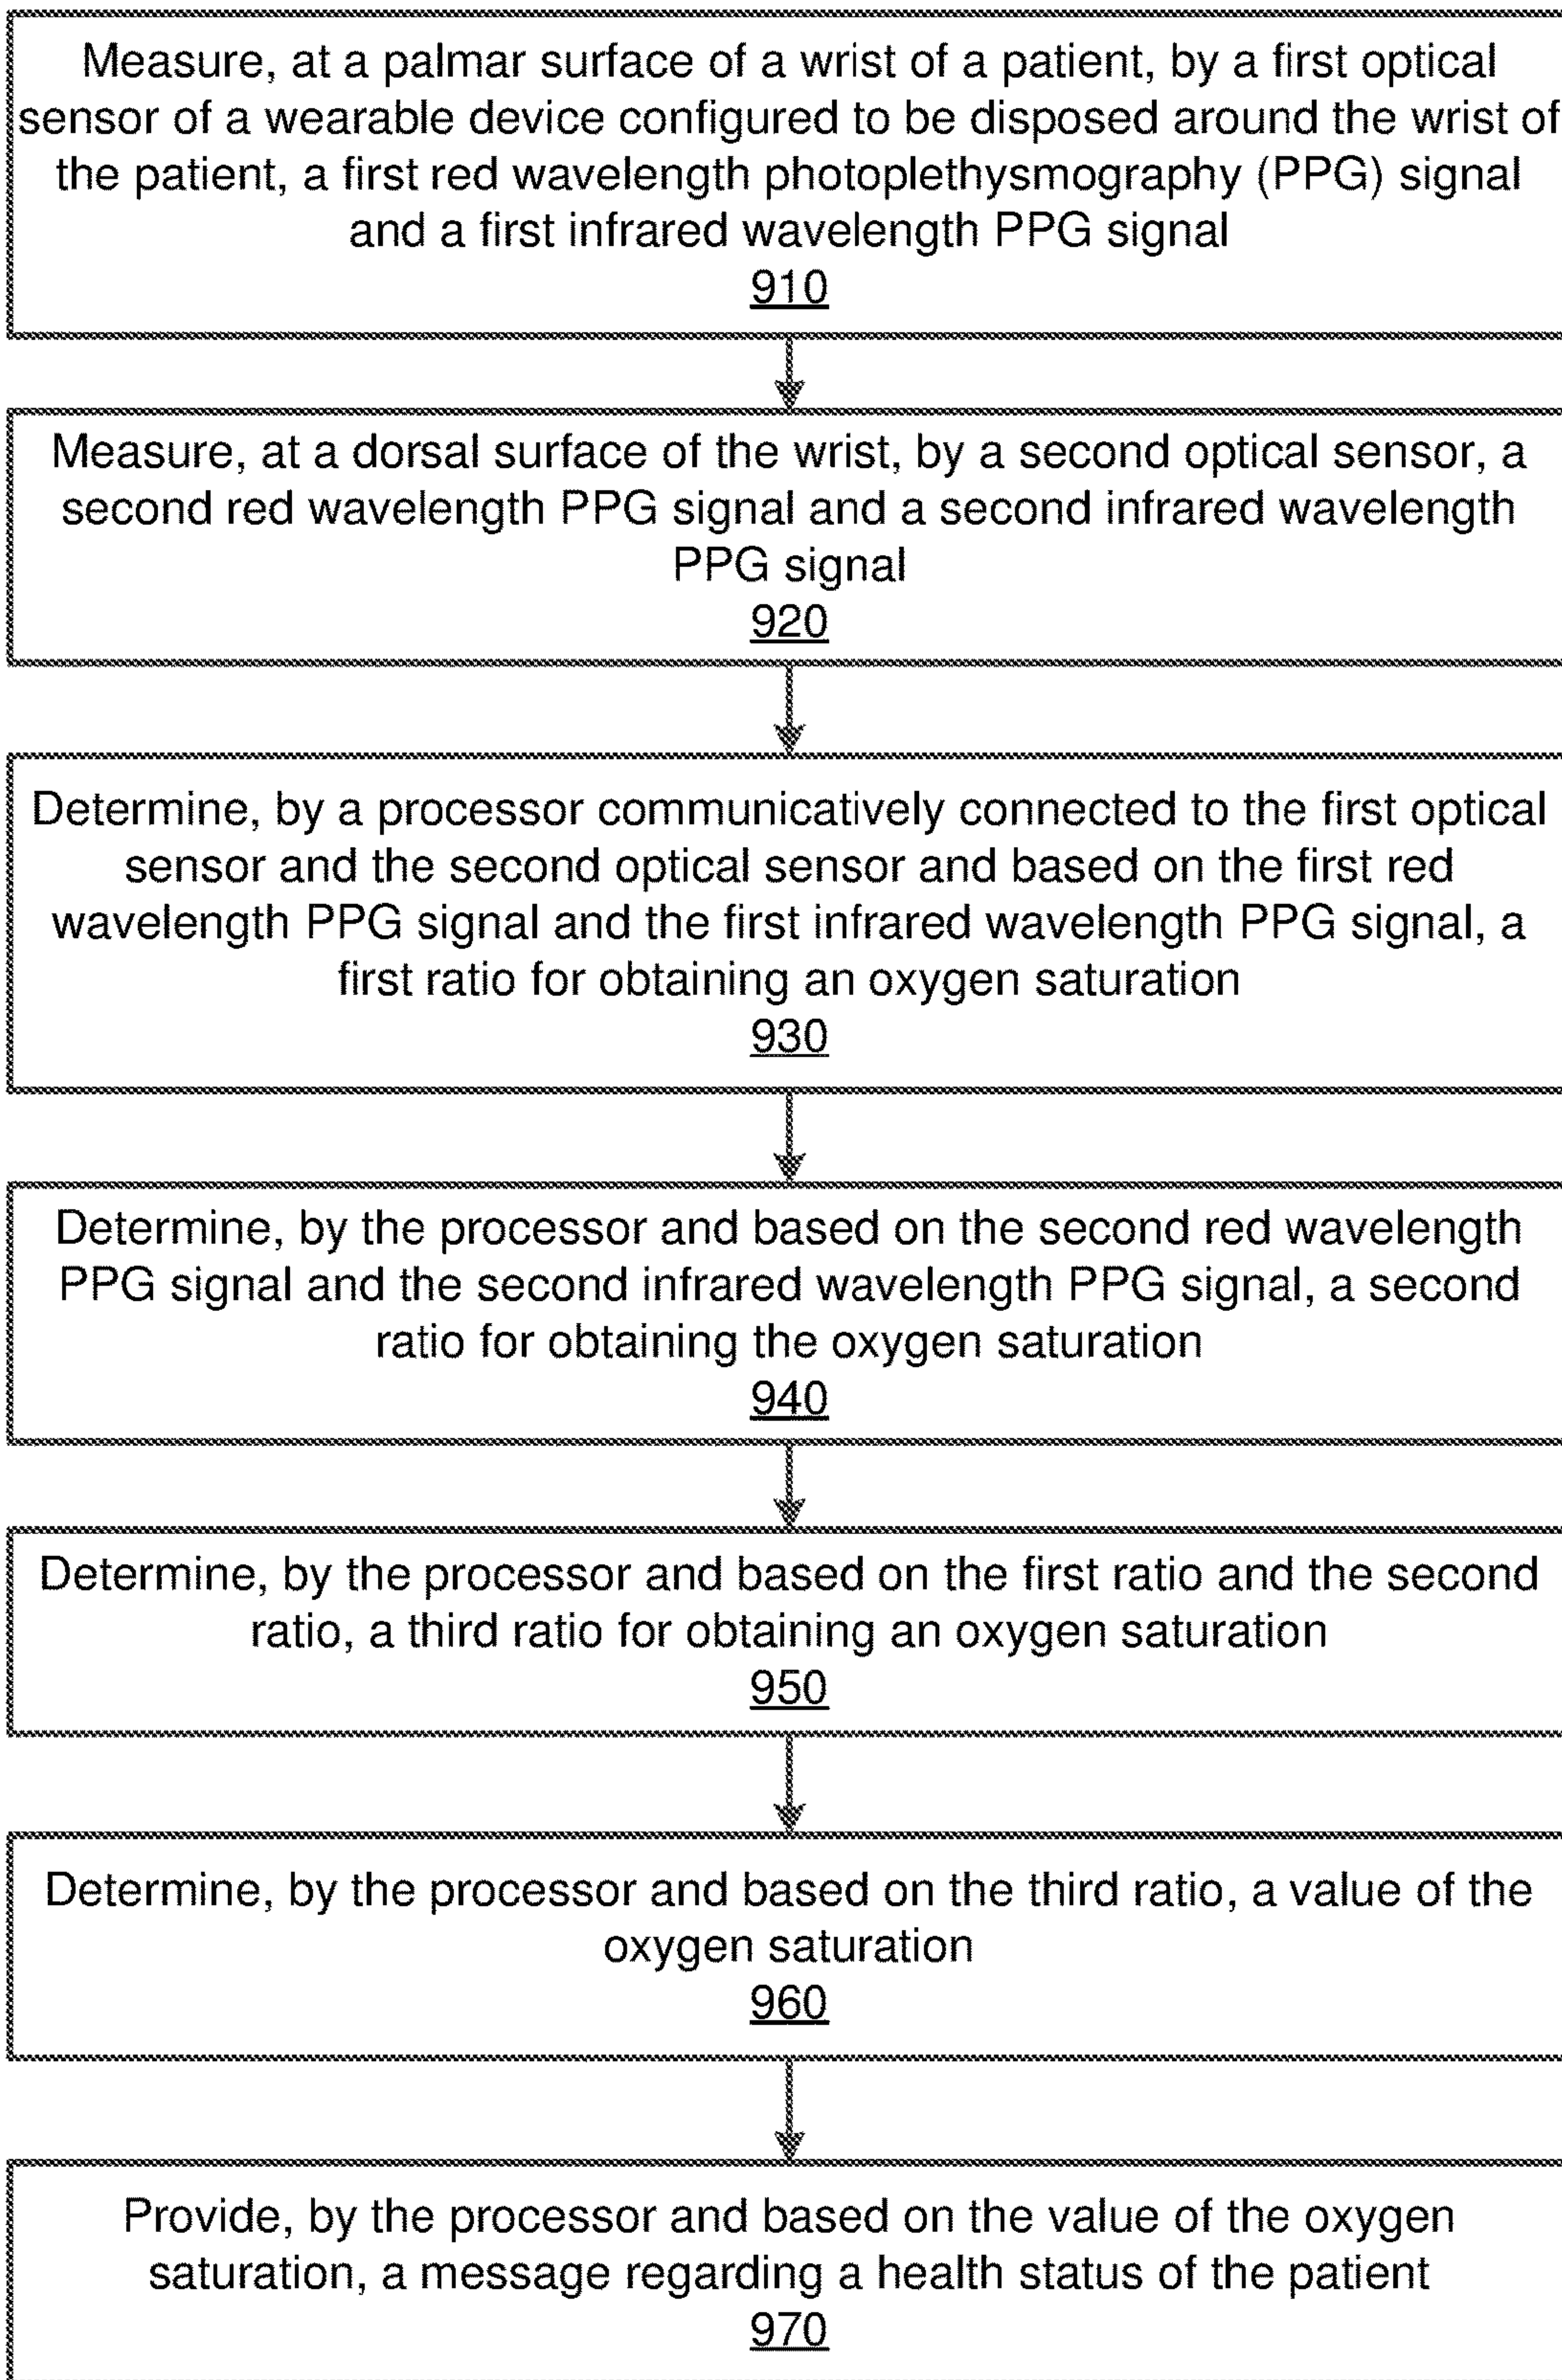 Measure, at a palmar surface of a wrist of a patient, by a first optical
sensor of a wearable device configured to be disposed around the wrist of
the patient, a first red wavelength photoplethysmography (PPG) signal
and a first infrared wavelength PPG signal
910
Measure, at a dorsal surface of the wrist, by a second optical sensor, a
second red wavelength PPG signal and a second infrared wavelength
PPG signal
920
Determine, by a processor communicatively connected to the first optical
sensor and the second optical sensor and based on the first red
wavelength PPG signal and the first infrared wavelength PPG signal, a
first ratio for obtaining an oxygen saturation
930
Determine, by the processor and based on the second red wavelength
PPG signal and the second infrared wavelength PPG signal, a second
ratio for obtaining the oxygen saturation
940
Determine, by the processor and based on the first ratio and the second
ratio, a third ratio for obtaining an oxygen saturation
950
Determine, by the processor and based on the third ratio, a value of the
oxygen saturation
960
Provide, by the processor and based on the value of the oxygen
saturation, a message regarding a health status of the patient
970